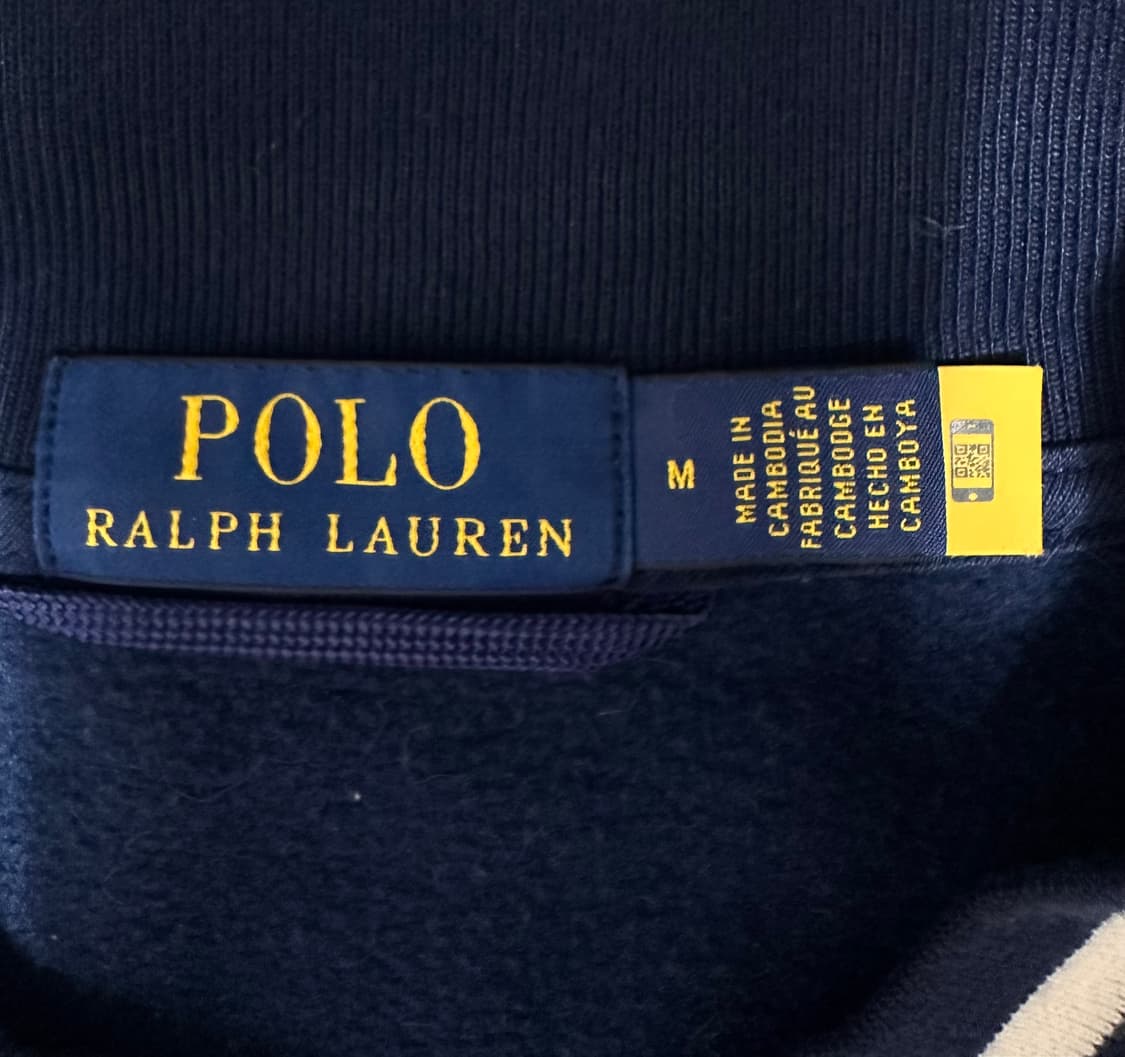 POLO
RALPH LAUREN
M
MADE IN
CAMBODIA
FABRIQUÉ AU
CAMBODGE
HECHO EN
CAMBOYA